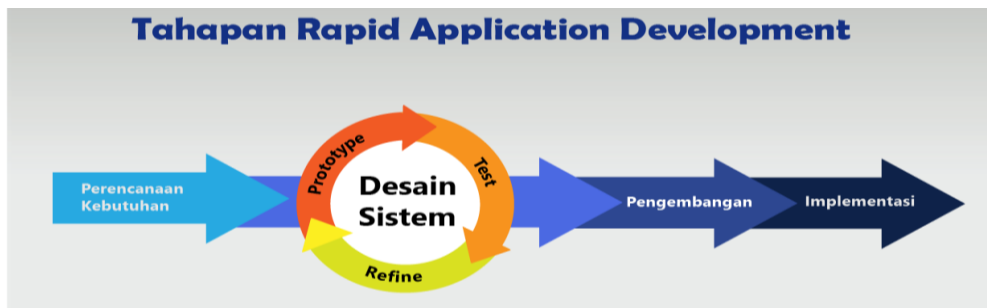 Tahapan Rapid Application Development
Perencanaan
Kebutuhan
Prototype
Test
Refine
Desain
Sistem
Pengembangan
Implementasi